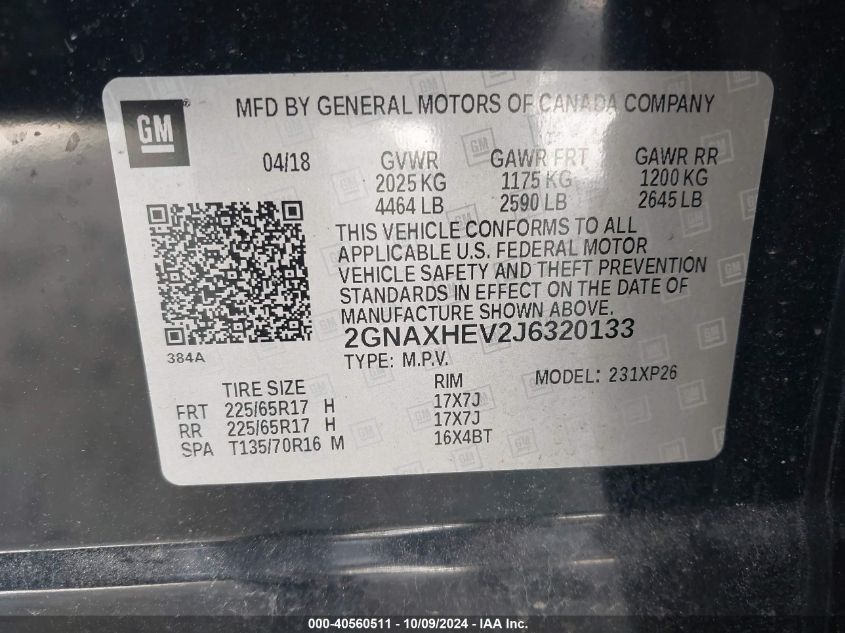 GM
MFD BY GENERAL MOTORS OF CANADA COMPANY
04/18 GVWR GAWR FRT GAWR RR
2025 KG 1175 KG 1200 KG
4464 LB 2590 LB 2645 LB
THIS VEHICLE CONFORMS TO ALL
APPLICABLE U.S. FEDERAL MOTOR
VEHICLE SAFETY AND THEFT PREVENTION
STANDARDS IN EFFECT ON THE DATE OF
MANUFACTURE SHOWN ABOVE.
2GNAXHEV2J6320133
384A
TYPE: M.P.V.
TIRE SIZE RIM MODEL: 231XP26
FRT 225/65R17 H 17X7J
RR 225/65R17 H 17X7J
SPA T135/70R16 M 16X4BT
000-40560511 - 10/09/2024 - IAA Inc.